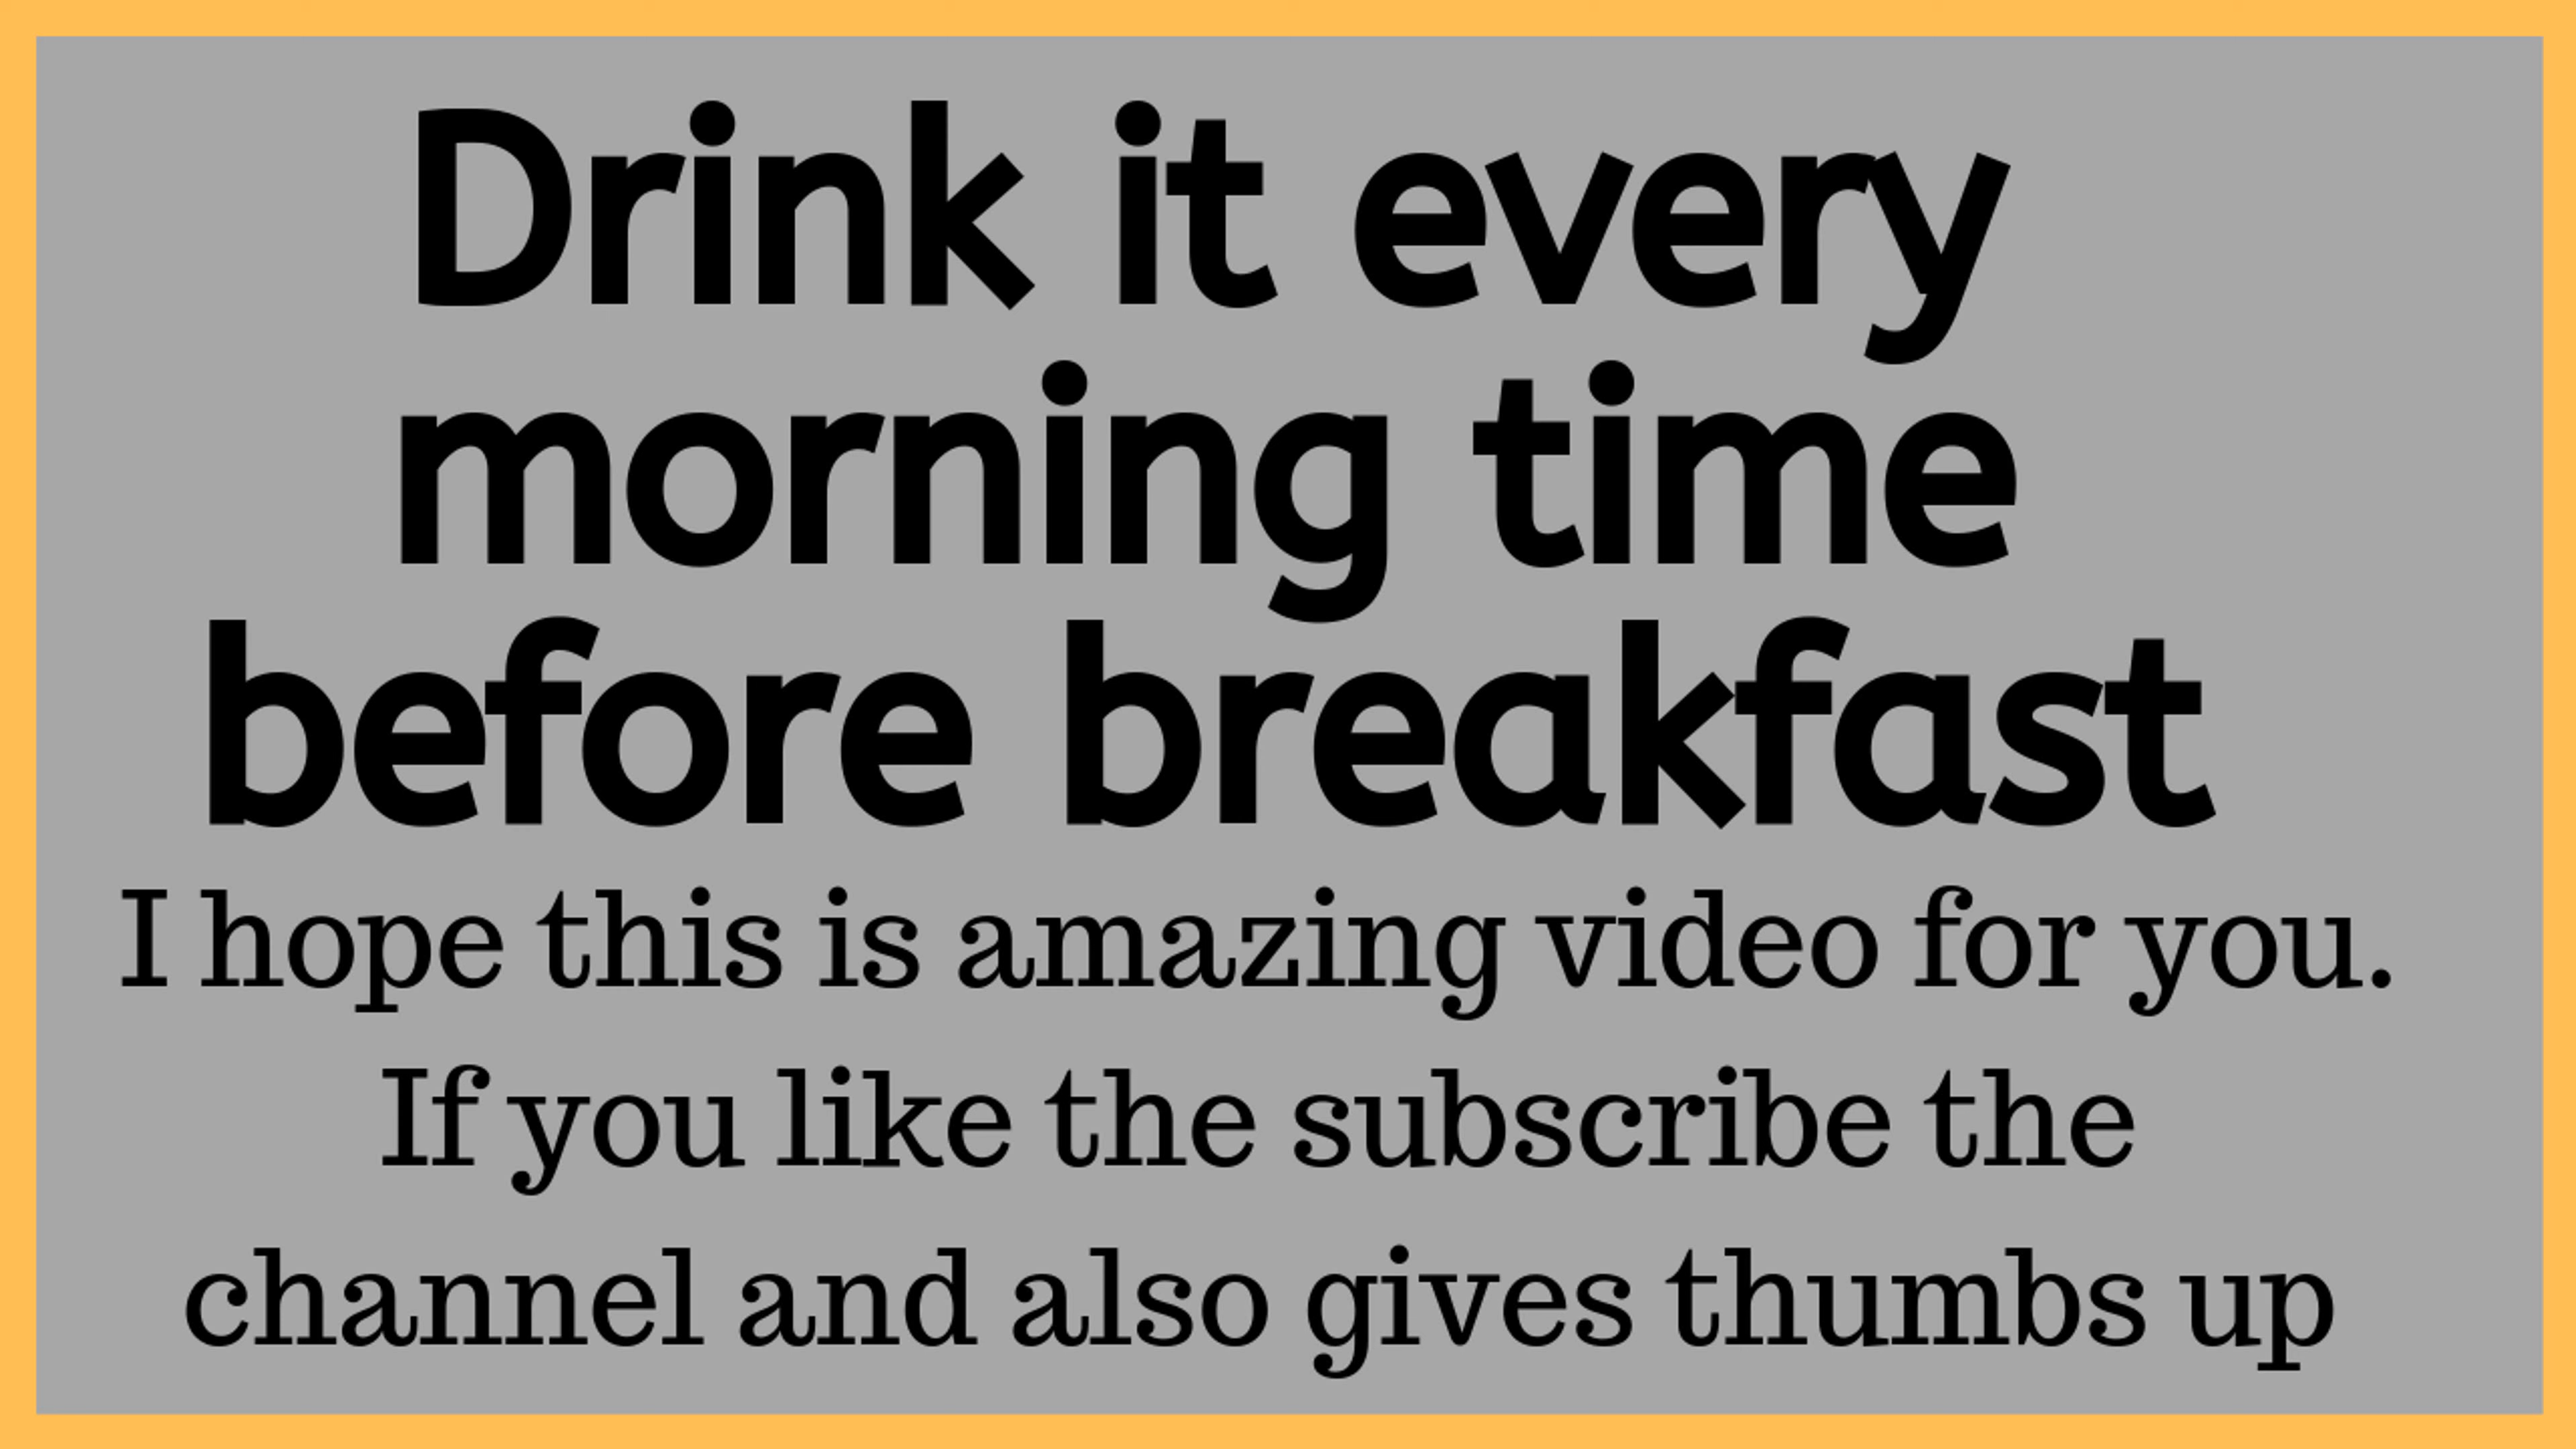 Drink it every
morning time
before breakfast
I hope this is amazing video for you.
If you like the subscribe the
channel and also gives thumbs up